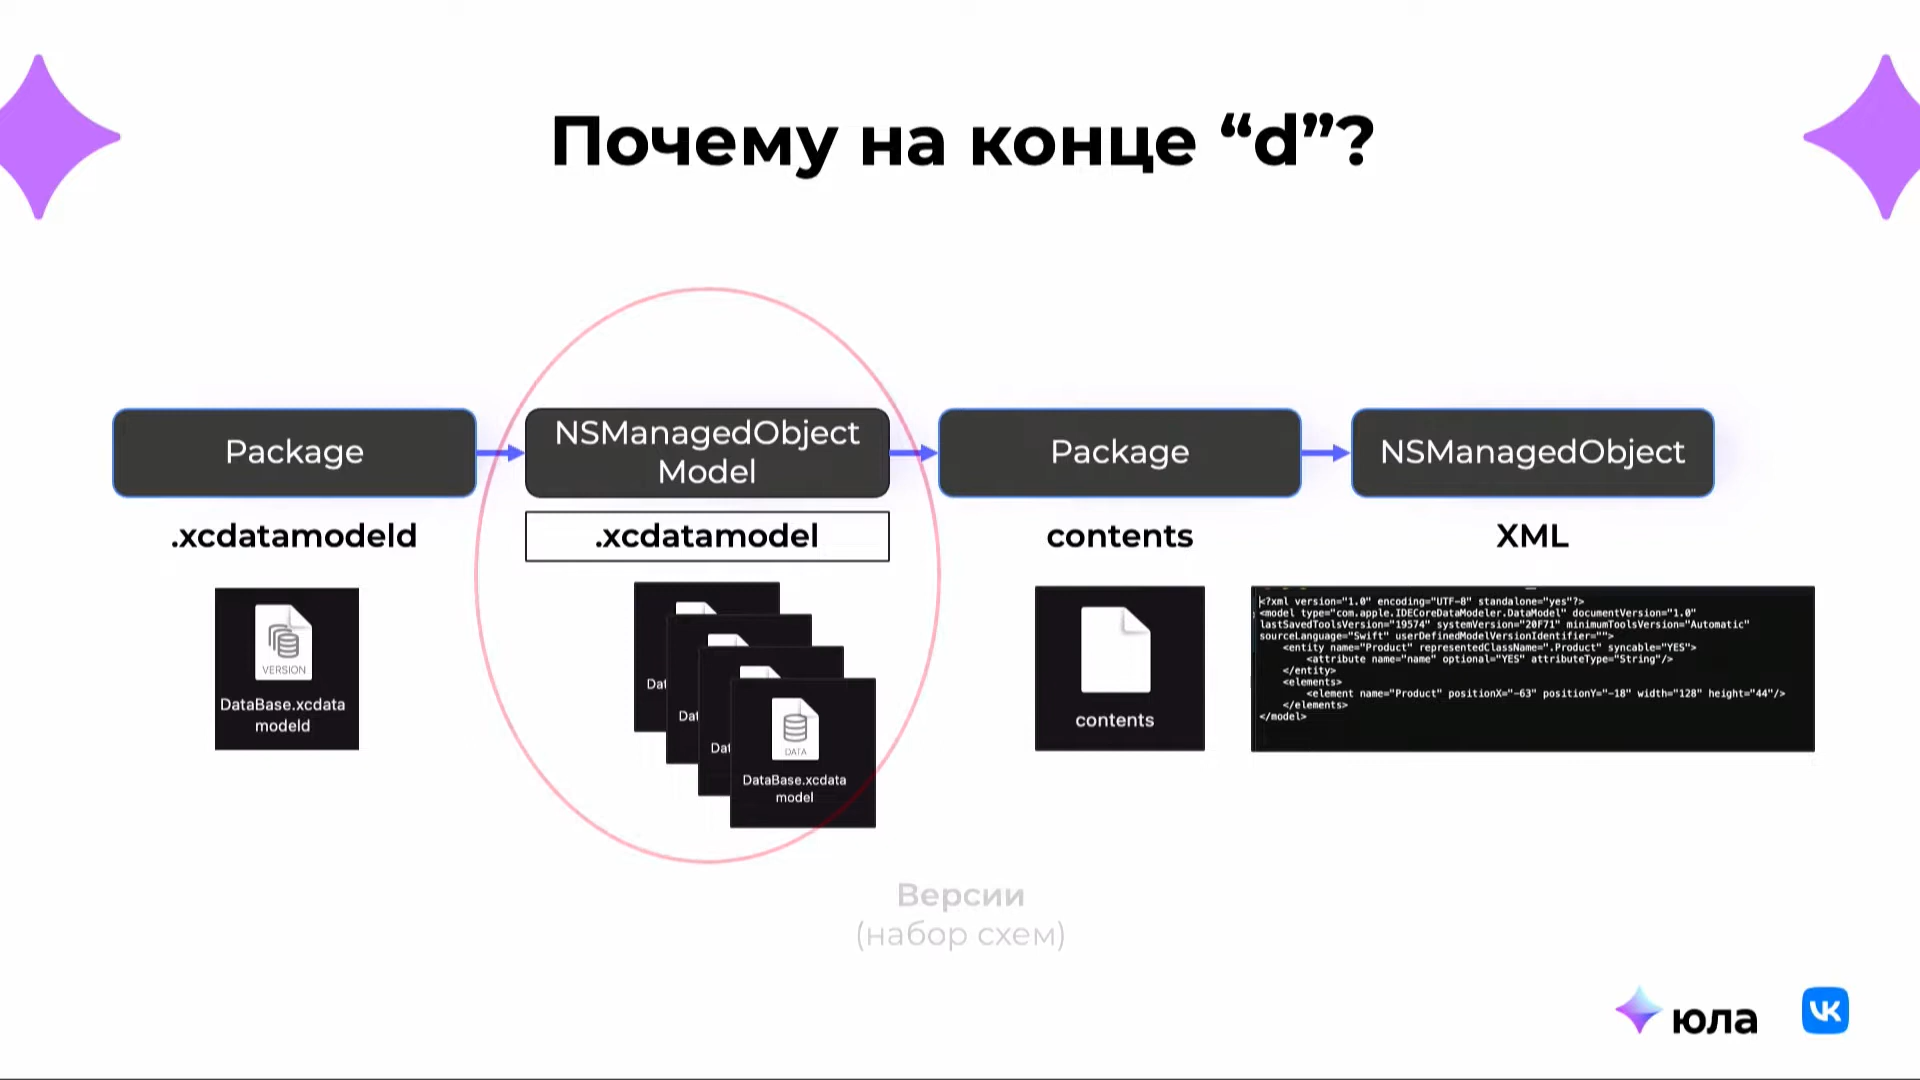 Почему на конце “d”?
Package
NSManagedObject
Model
Package
NSManagedObject
.xcdatamodeld
.xcdatamodel
contents
XML
VERSION
DataBase.xcdata
modeld
Dat
Dat
Dat
DATA
DataBase.xcdata
model
contents
<?xml version="1.0" encoding="UTF-8" standalone="yes"?>
<model type="com.apple.IDECoreDataModeler.DataModel" documentVersion="1.0"
lastSavedToolsVersion="19574" systemVersion="20F71" minimumToolsVersion="Automatic"
sourceLanguage="Swift" userDefinedModelVersionIdentifier="">
<entity name="Product" representedClassName=".Product" syncable="YES">
<attribute name="name" optional="YES" attributeType="String"/>
</entity>
<elements>
<element name="Product" positionX="-63" positionY="-18" width="128" height="44"/>
</elements>
</model>
Версии
(набор схем)
юла
VK